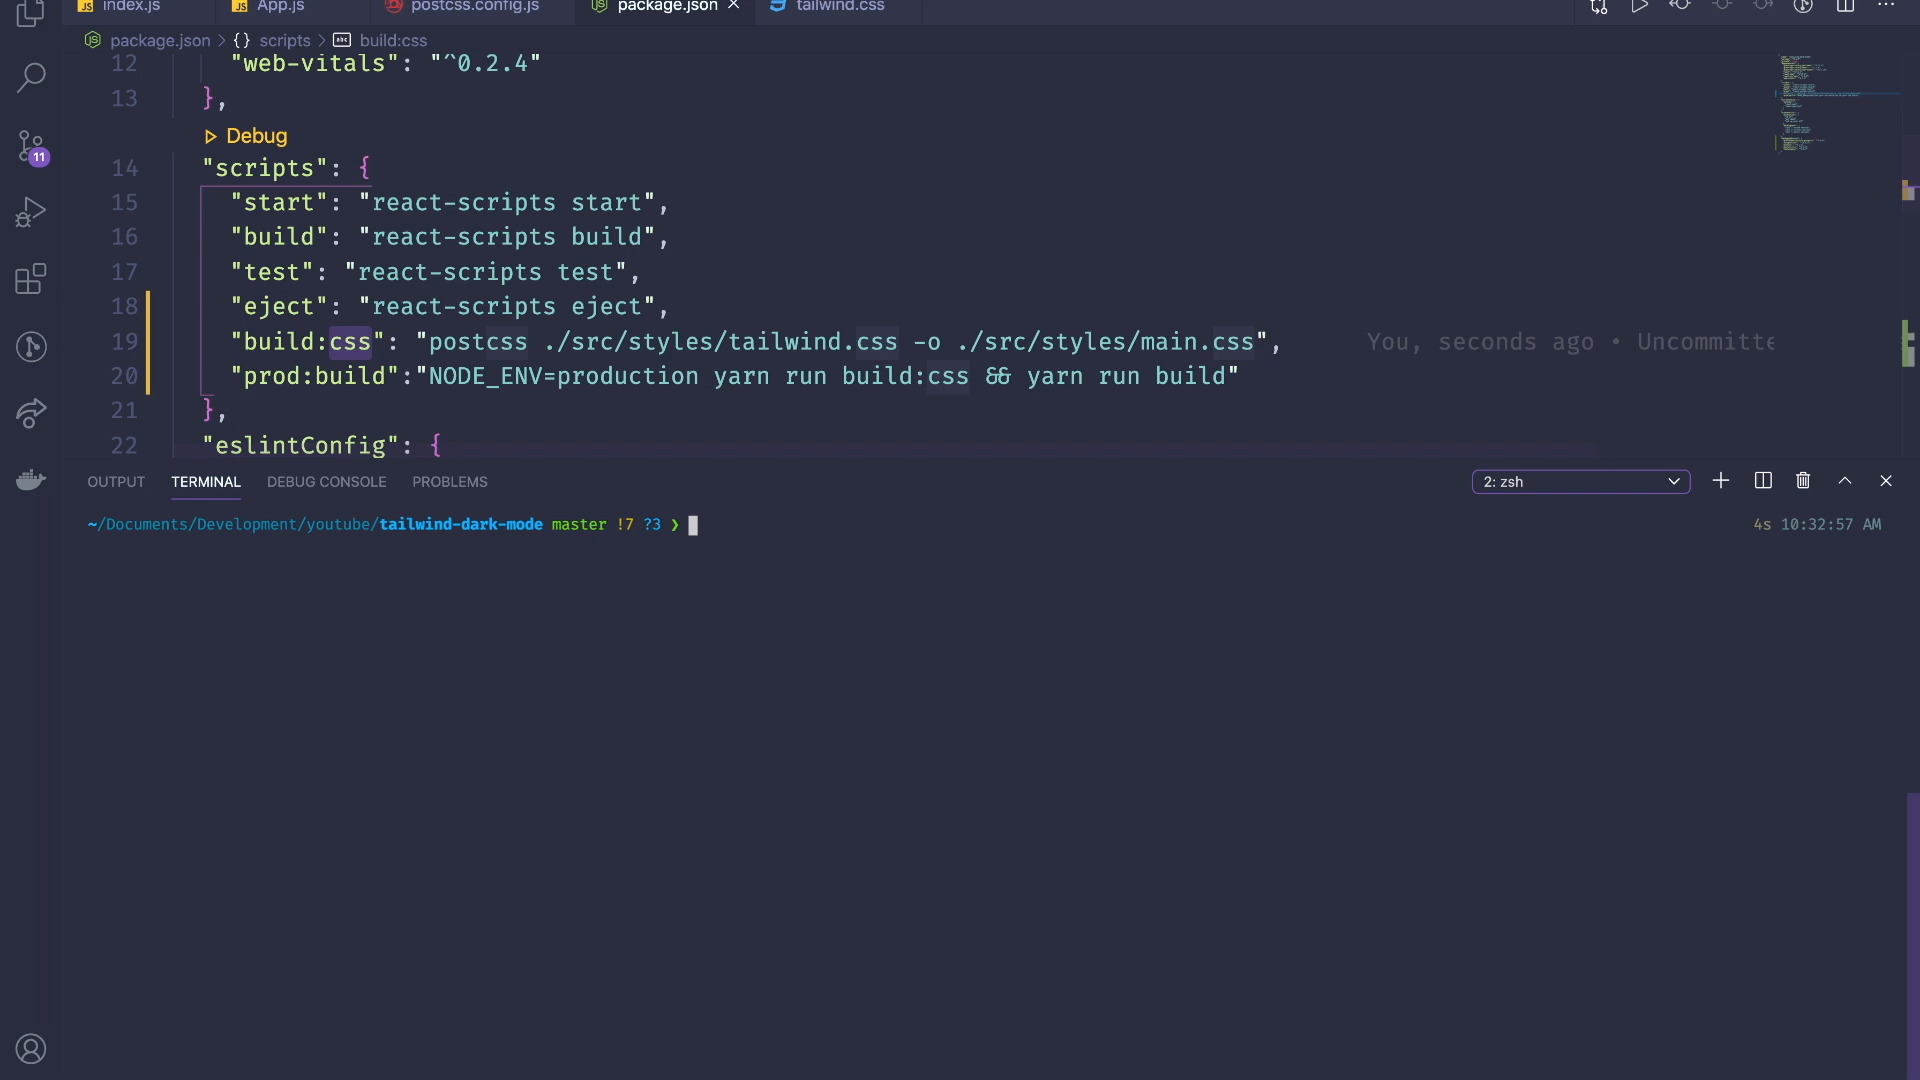 index.js
App.js
postcss.config.js
package.json
tailwind.css
package.json > {} scripts > abc build:css
12 "web-vitals": "^0.2.4"
13 },
Debug
14 "scripts": {
15 "start": "react-scripts start",
16 "build": "react-scripts build",
17 "test": "react-scripts test",
18 "eject": "react-scripts eject",
19 "build:css": "postcss ./src/styles/tailwind.css -o ./src/styles/main.css", You, seconds ago • Uncommitte
20 "prod:build":"NODE_ENV=production yarn run build:css && yarn run build"
21 },
22 "eslintConfig": {
11
OUTPUT TERMINAL DEBUG CONSOLE PROBLEMS 2: zsh
~/Documents/Development/youtube/tailwind-dark-mode master !7 ?3 ❯ 4s 10:32:57 AM